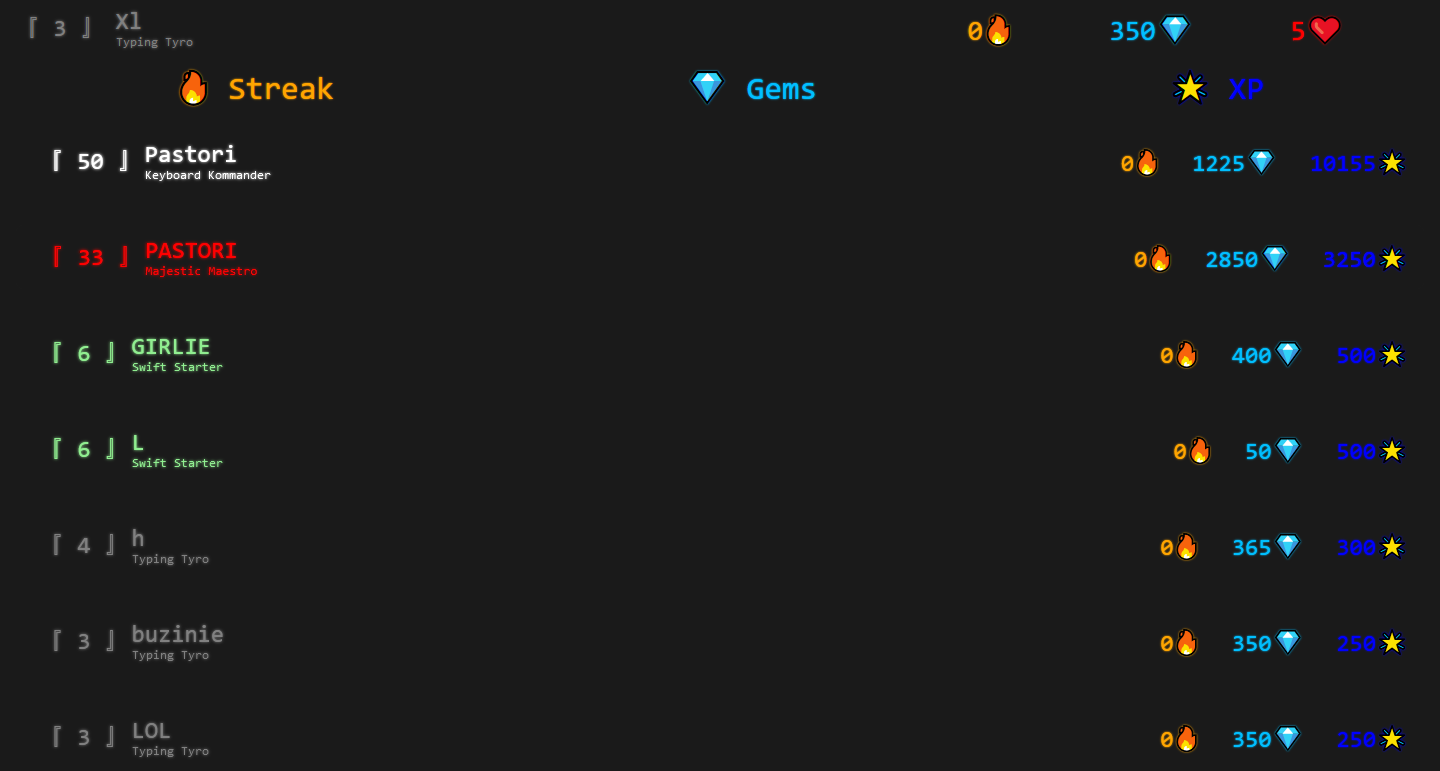 ⌈ 3 ⌋ Xl 0 350 5
Typing Tyro
Streak Gems XP
⌈ 50 ⌋ Pastori 0 1225 10155
Keyboard Kommander
⌈ 33 ⌋ PASTORI 0 2850 3250
Majestic Maestro
⌈ 6 ⌋ GIRLIE 0 400 500
Swift Starter
⌈ 6 ⌋ L 0 50 500
Swift Starter
⌈ 4 ⌋ h 0 365 300
Typing Tyro
⌈ 3 ⌋ buzinie 0 350 250
Typing Tyro
⌈ 3 ⌋ LOL 0 350 250
Typing Tyro